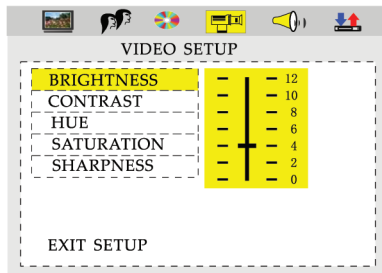 VIDEO SETUP
BRIGHTNESS
CONTRAST
HUE
SATURATION
SHARPNESS
12
10
8
6
4
2
0
EXIT SETUP